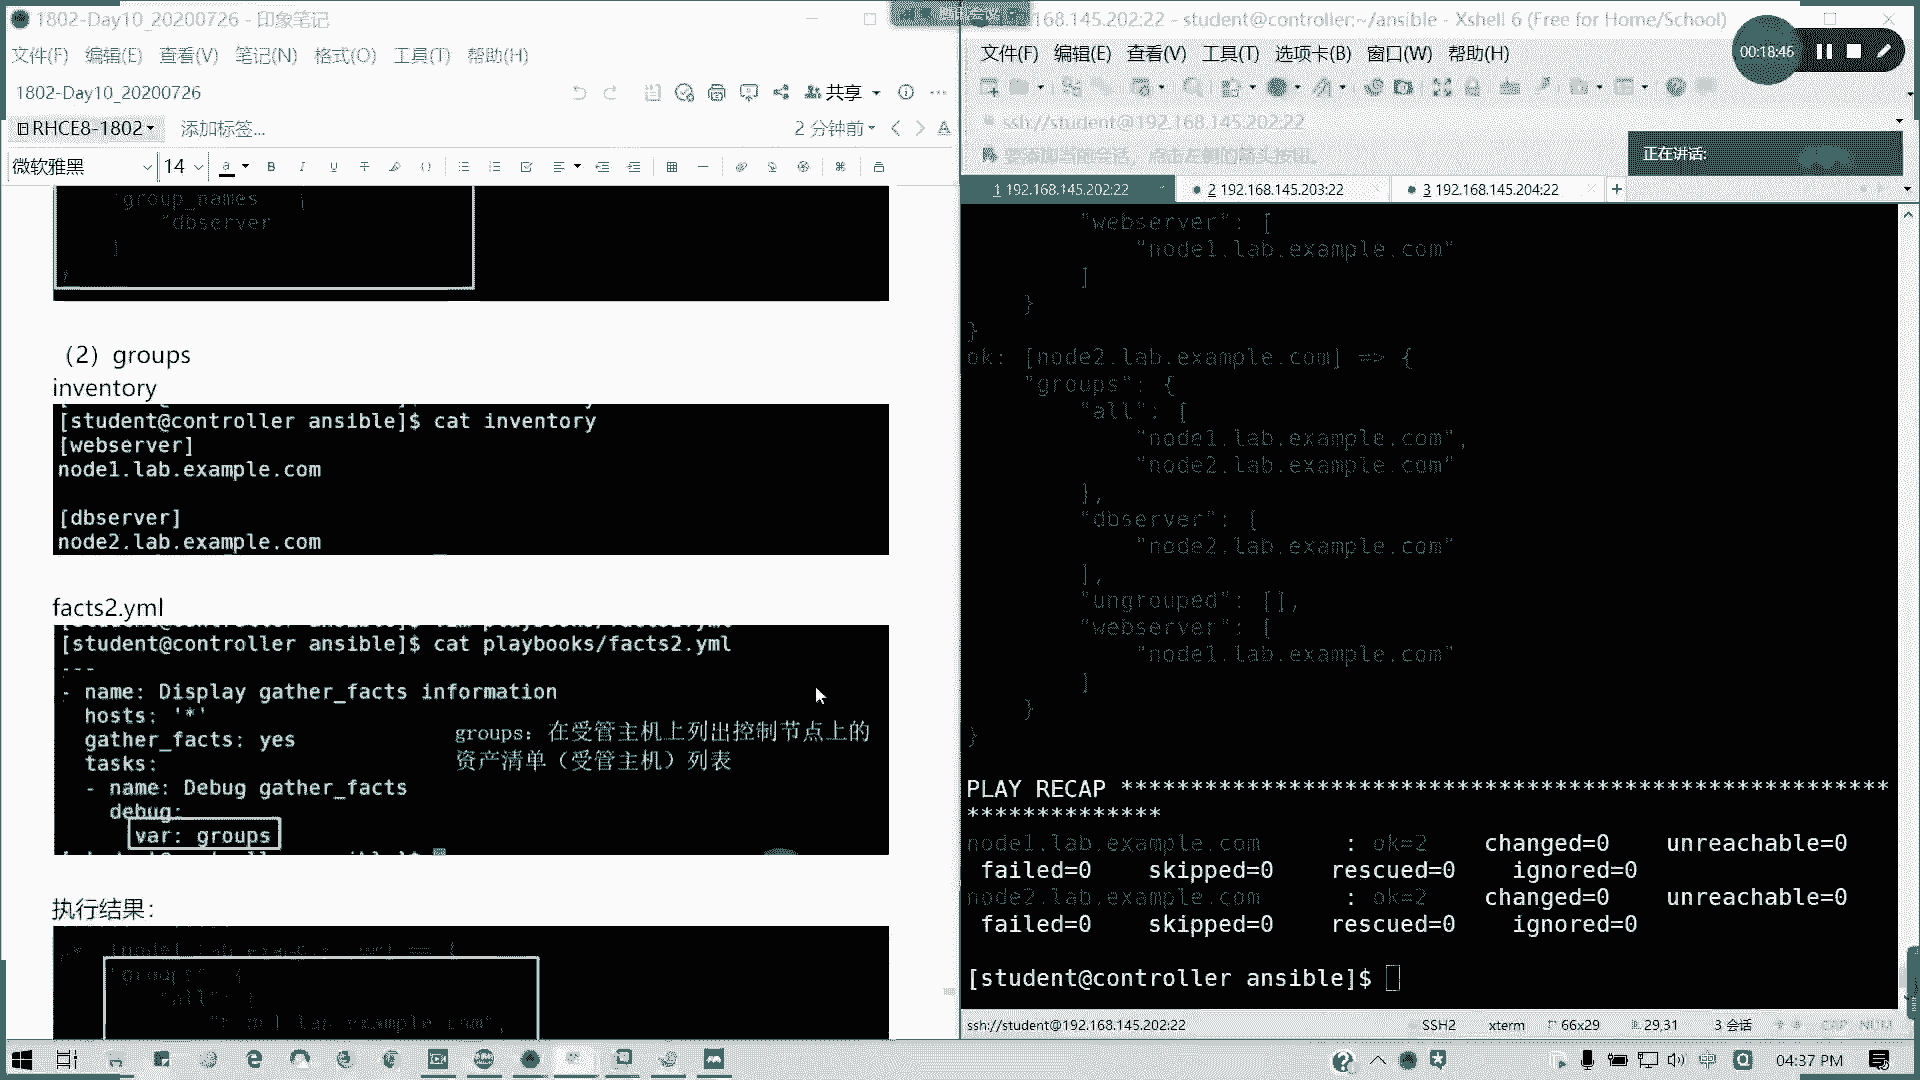 1802-Day10_20200726 - 印象笔记
文件(F) 编辑(E) 查看(V) 笔记(N) 格式(O) 工具(T) 帮助(H)
1802-Day10_20200726
共享
RHCE8-1802
添加标签...
2 分钟前
微软雅黑
14
"group_names
"dbserver
]
（2）groups
inventory
[student@controller ansible]$ cat inventory
[webserver]
node1.lab.example.com
[dbserver]
node2.lab.example.com
facts2.yml
[student@controller ansible]$ cat playbooks/facts2.yml
---
- name: Display gather_facts information
hosts: '*'
gather_facts: yes
tasks:
- name: Debug gather_facts
debug:
var: groups
groups：在受管主机上列出控制节点上的
资产清单（受管主机）列表
执行结果：
"groups": {
"all": [
168.145.202:22 - student@controller:~/ansible - Xshell 6 (Free for Home/School)
文件(F) 编辑(E) 查看(V) 工具(T) 选项卡(B) 窗口(W) 帮助(H)
00:18:46
ssh://student@192.168.145.202:22
要添加当前会话，点击左侧的箭头按钮。
正在讲话:
1 192.168.145.202:22
2 192.168.145.203:22
3 192.168.145.204:22
"webserver": [
"node1.lab.example.com"
]
}
}
ok: [node2.lab.example.com] => {
"groups": {
"all": [
"node1.lab.example.com",
"node2.lab.example.com"
],
"dbserver": [
"node2.lab.example.com"
],
"ungrouped": [],
"webserver": [
"node1.lab.example.com"
]
}
}
PLAY RECAP **************************************************************
**************
node1.lab.example.com : ok=2 changed=0 unreachable=0
failed=0 skipped=0 rescued=0 ignored=0
node2.lab.example.com : ok=2 changed=0 unreachable=0
failed=0 skipped=0 rescued=0 ignored=0
[student@controller ansible]$
ssh://student@192.168.145.202:22
SSH2
xterm
66x29
29,31
3 会话
CAP NUM
中
04:37 PM